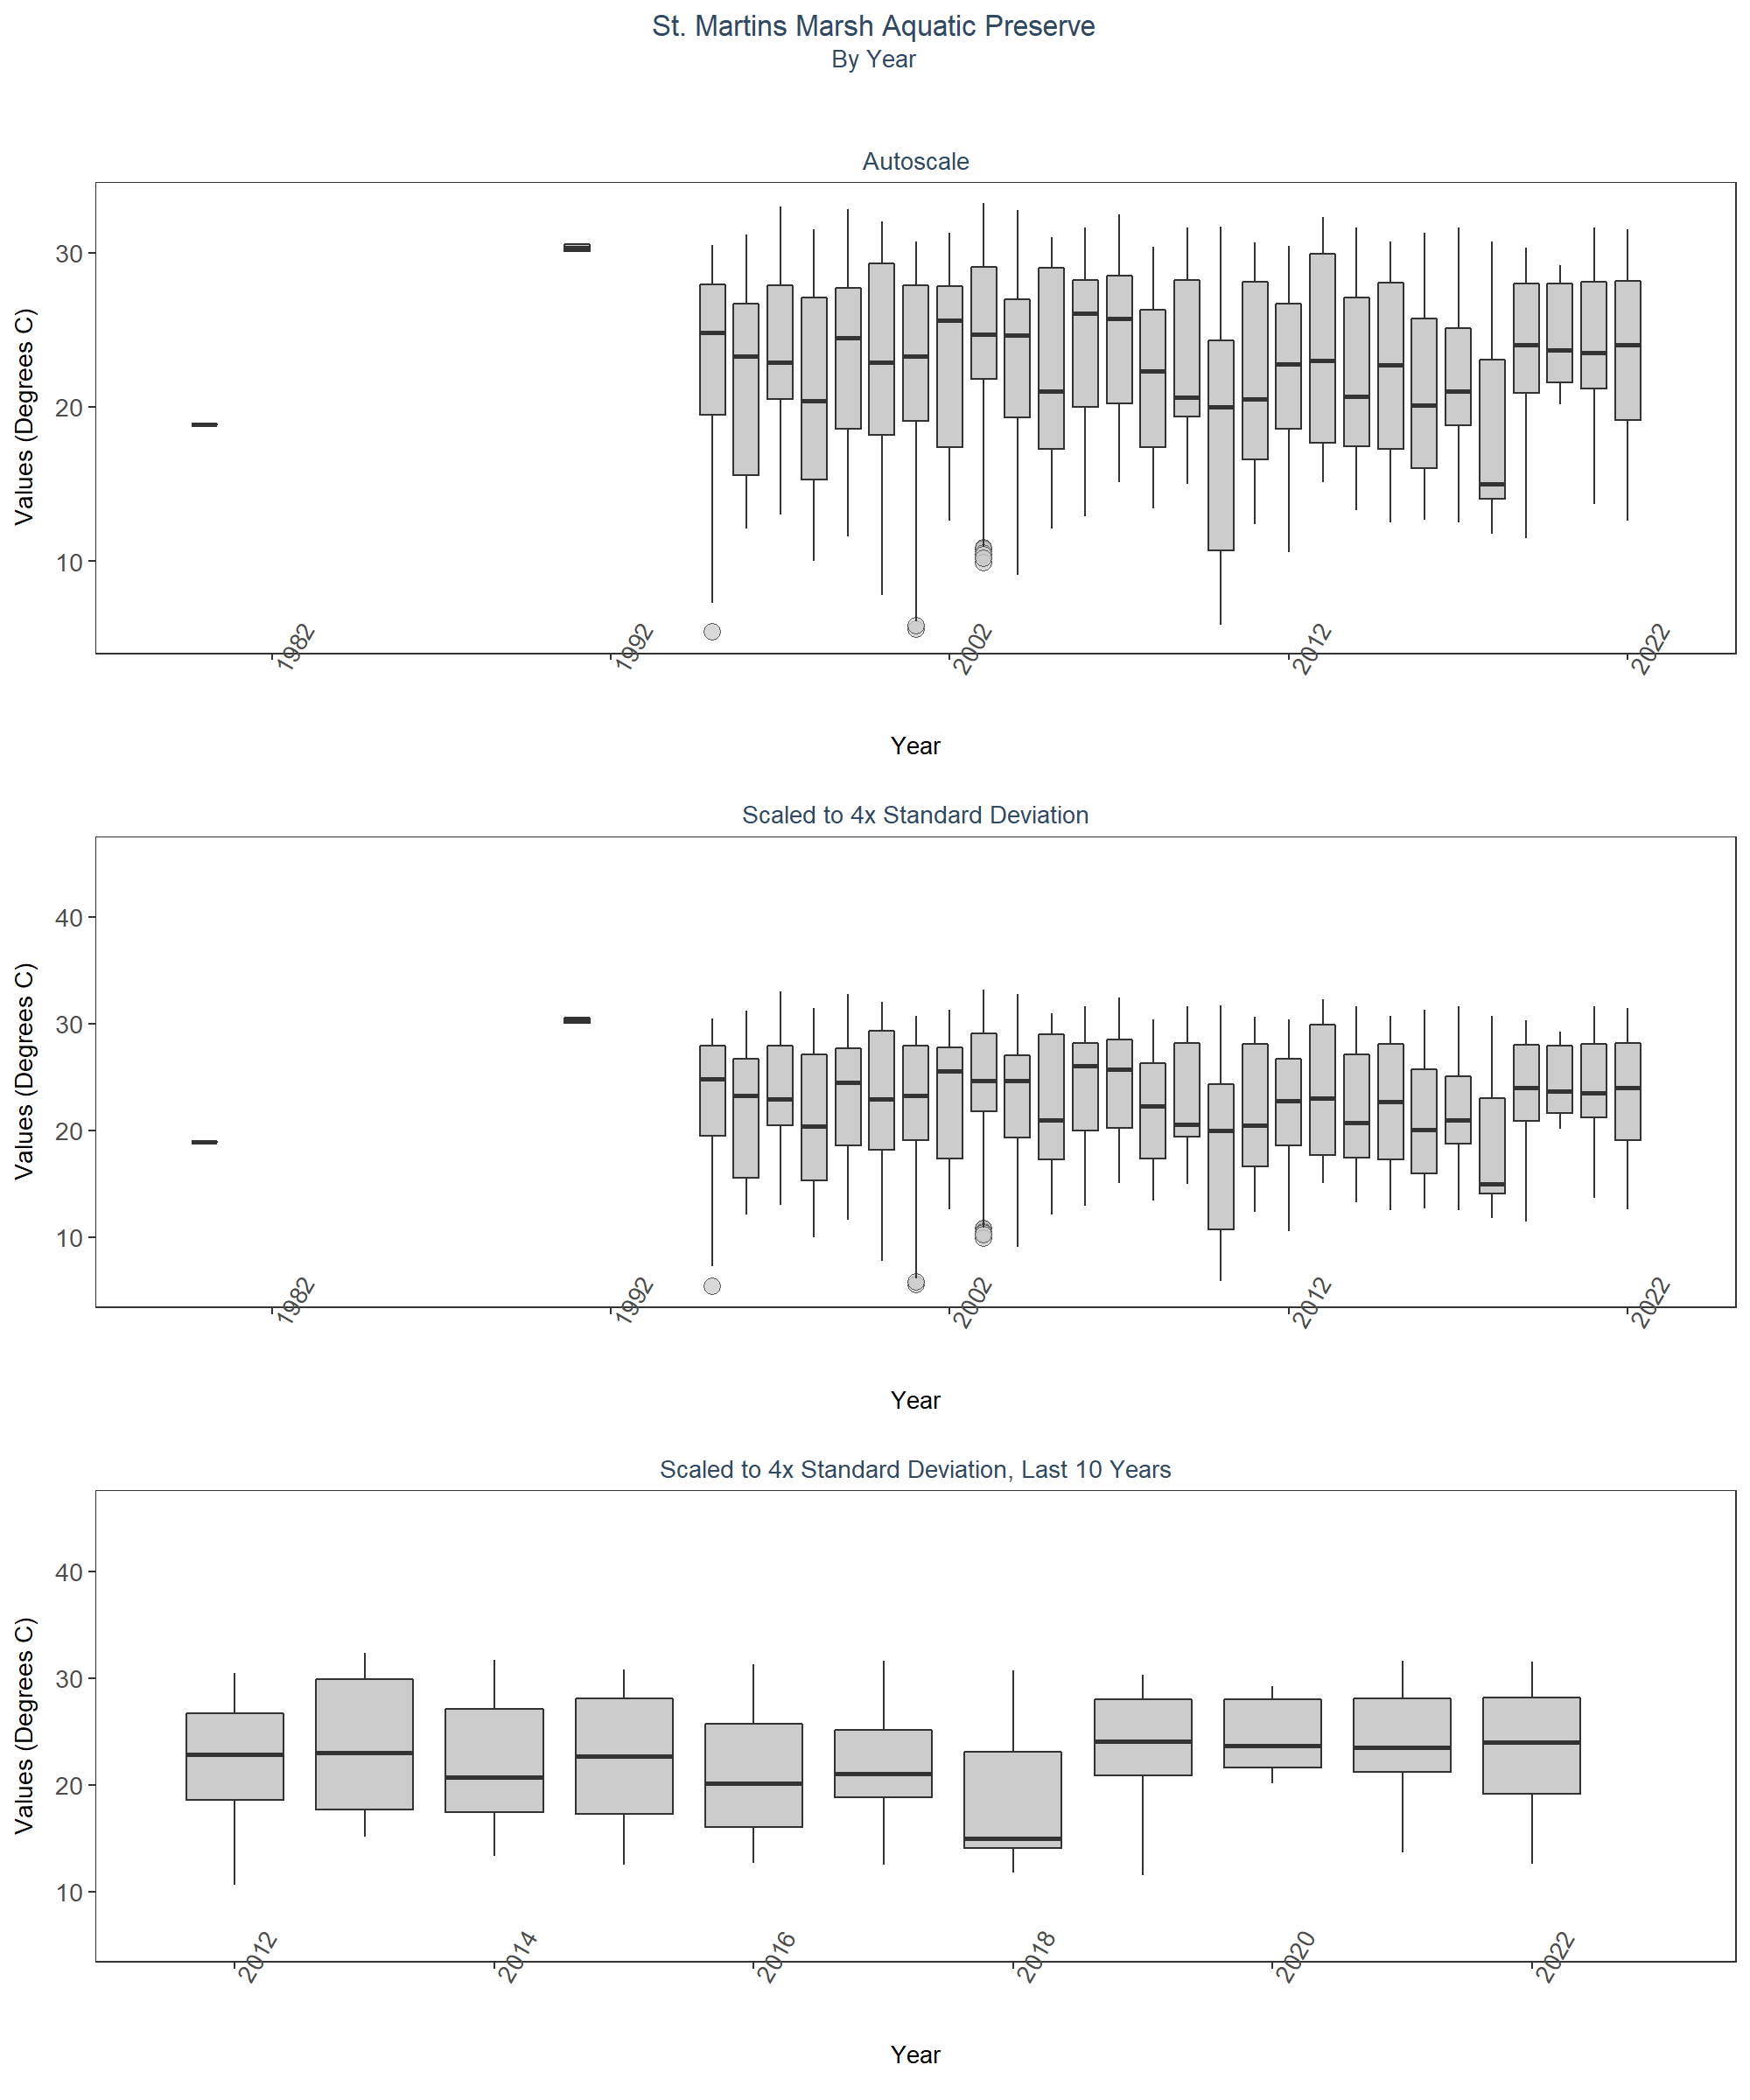 St. Martins Marsh Aquatic Preserve
By Year
Autoscale
Values (Degrees C)
30
20
10
1982
1992
2002
2012
2022
Year
Scaled to 4x Standard Deviation
Values (Degrees C)
40
30
20
10
1982
1992
2002
2012
2022
Year
Scaled to 4x Standard Deviation, Last 10 Years
Values (Degrees C)
40
30
20
10
2012
2014
2016
2018
2020
2022
Year